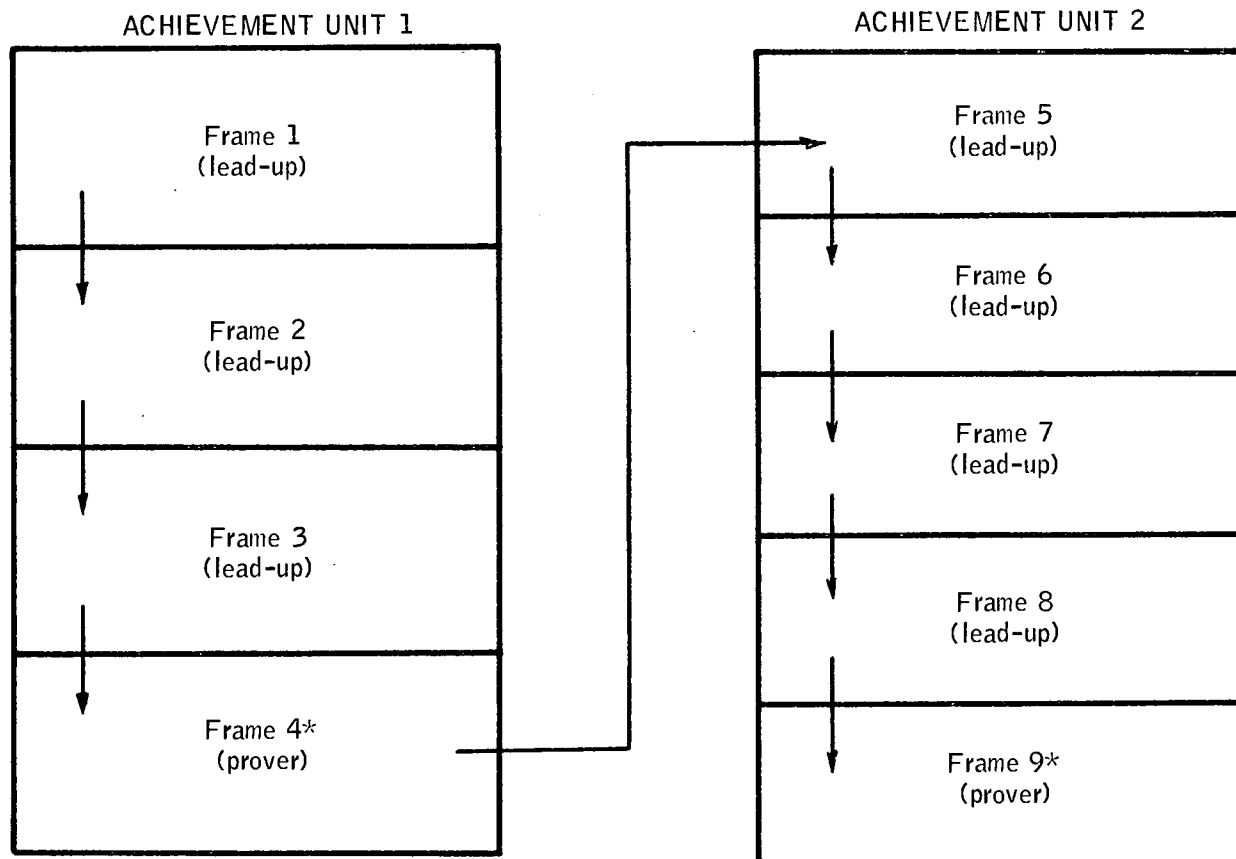 ACHIEVEMENT UNIT 1
Frame 1
(lead-up)
Frame 2
(lead-up)
Frame 3
(lead-up)
Frame 4*
(prover)
ACHIEVEMENT UNIT 2
Frame 5
(lead-up)
Frame 6
(lead-up)
Frame 7
(lead-up)
Frame 8
(lead-up)
Frame 9*
(prover)